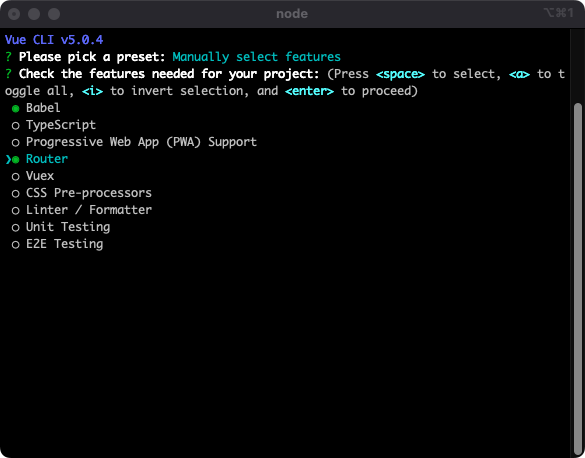 node
⌥⌘1
Vue CLI v5.0.4
? Please pick a preset: Manually select features
? Check the features needed for your project: (Press <space> to select, <a> to t
oggle all, <i> to invert selection, and <enter> to proceed)
◉ Babel
◯ TypeScript
◯ Progressive Web App (PWA) Support
❯◉ Router
◯ Vuex
◯ CSS Pre-processors
◯ Linter / Formatter
◯ Unit Testing
◯ E2E Testing